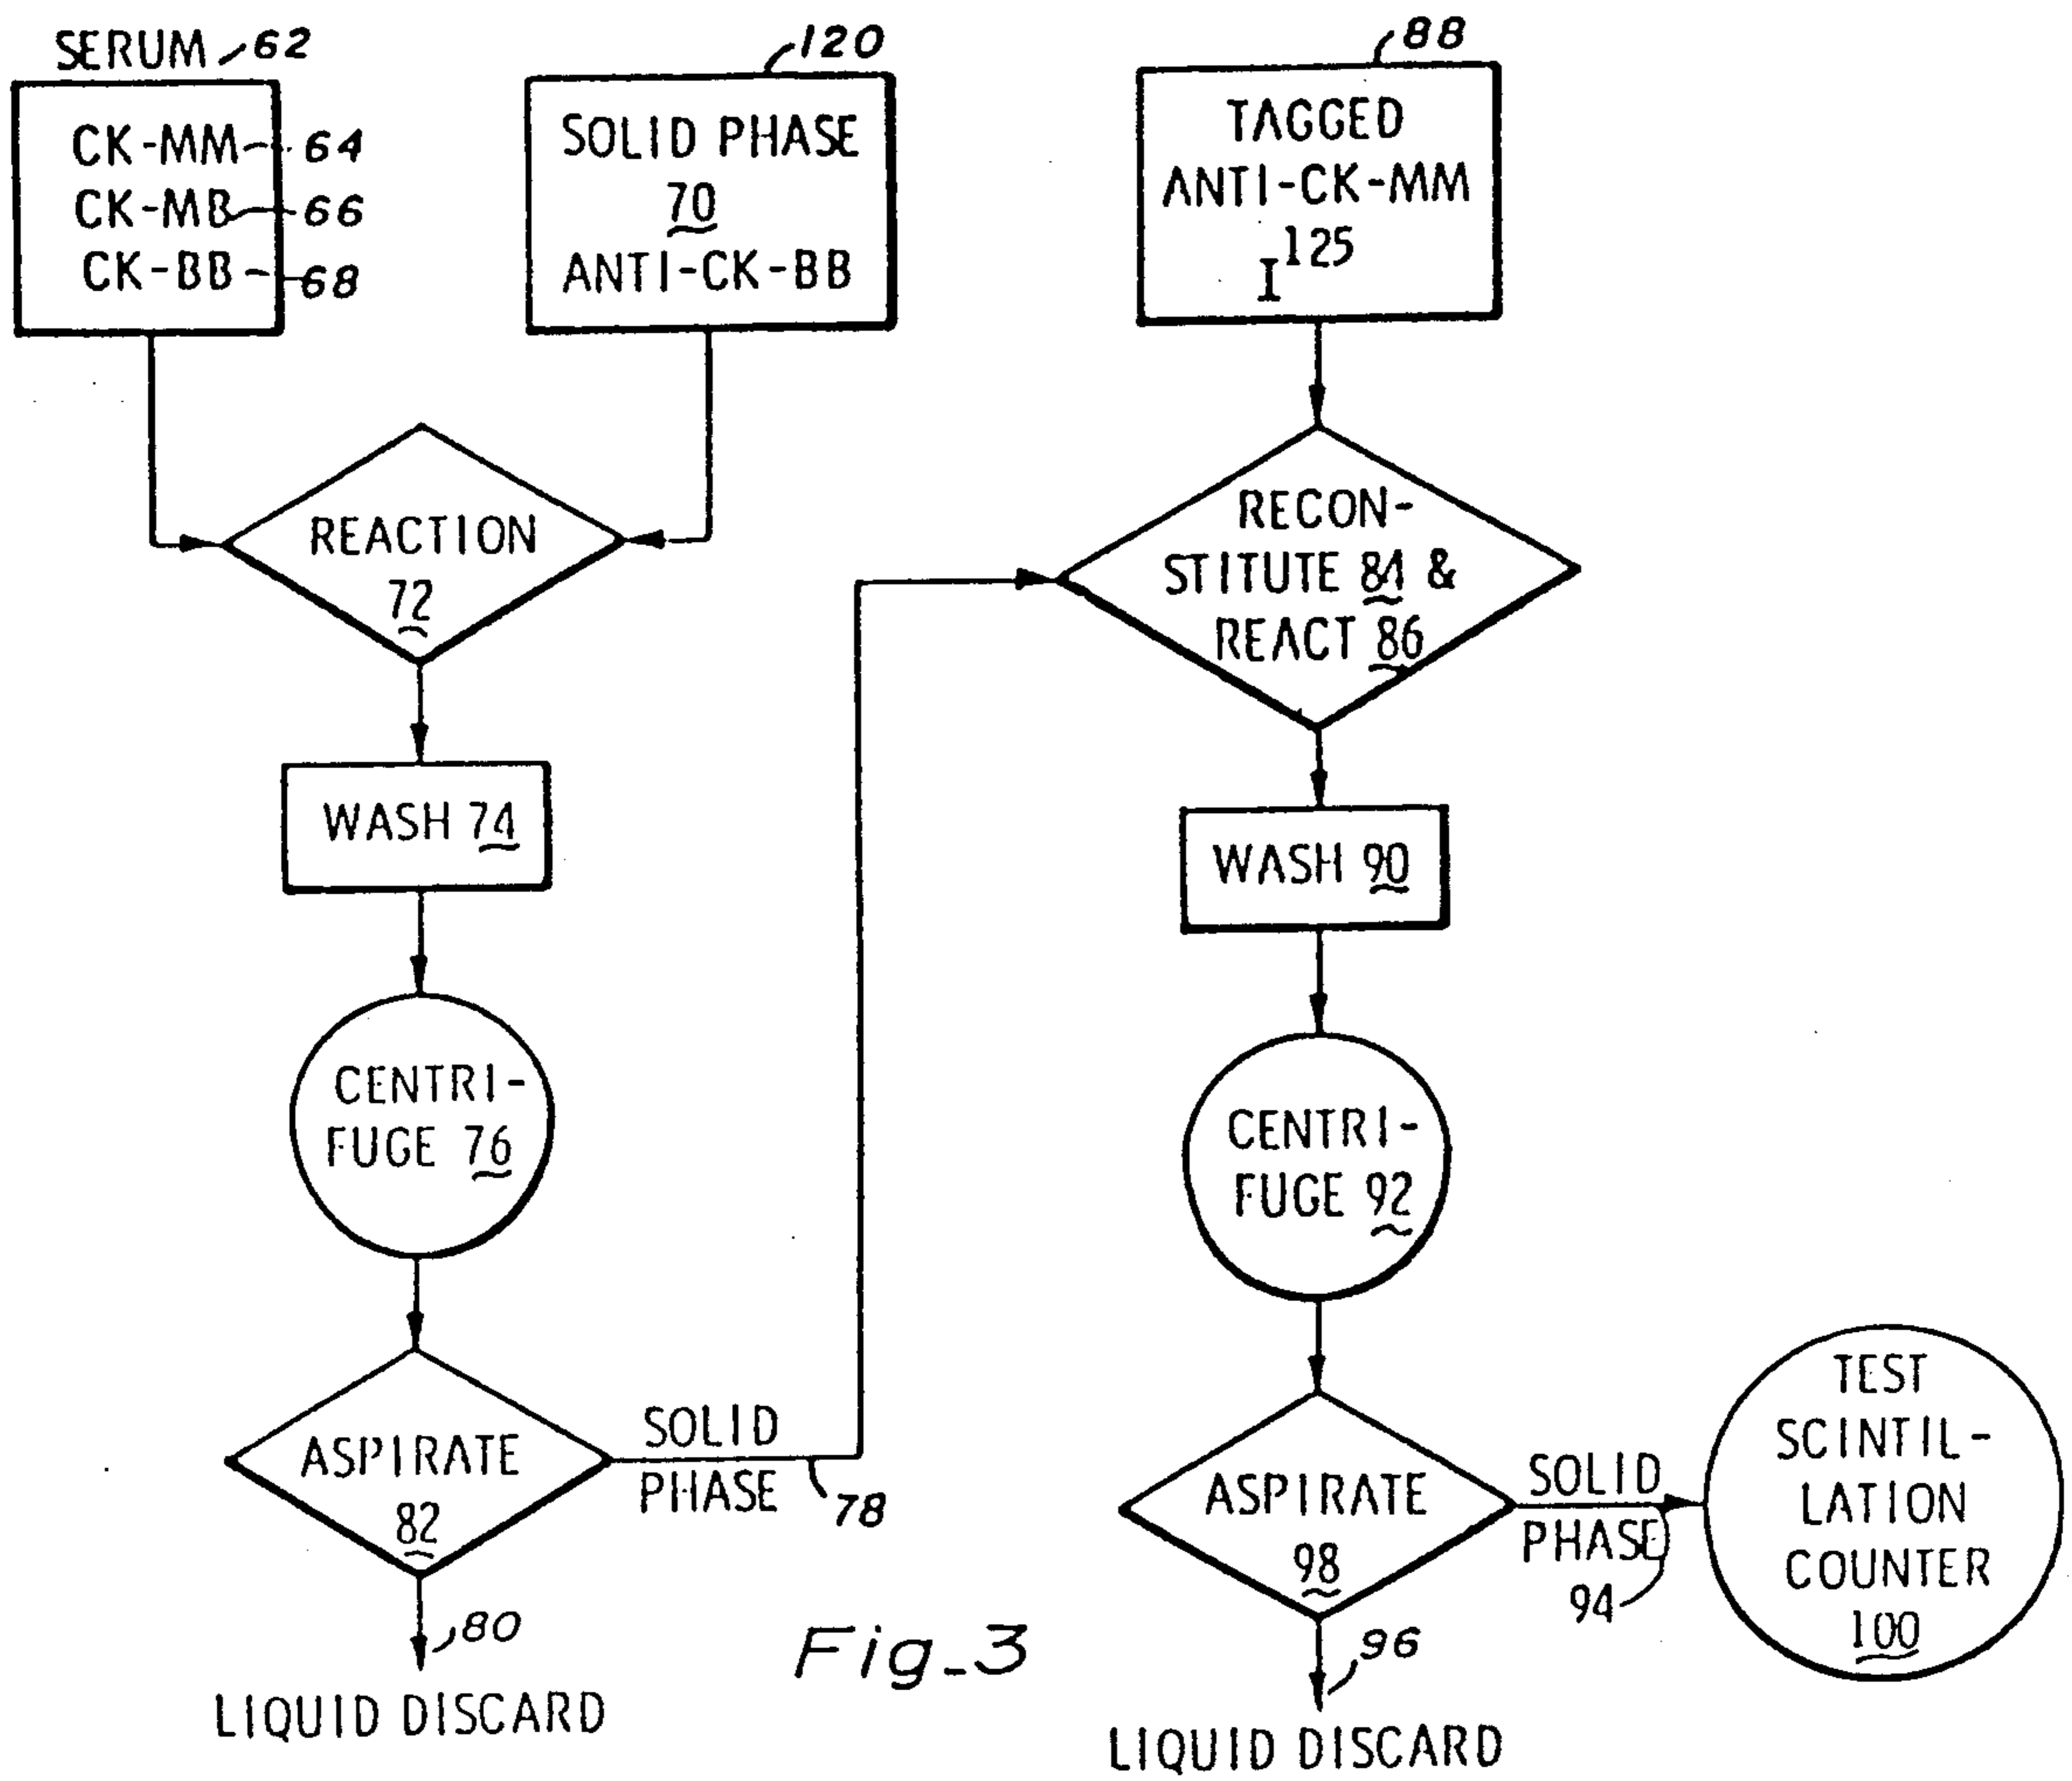 SERUM 62
CK-MM 64
CK-MB 66
CK-BB 68
120
SOLID PHASE
70
ANTI-CK-BB
REACTION
72
WASH 74
CENTRI-
FUGE 76
ASPIRATE
82
SOLID
PHASE
78
80
LIQUID DISCARD
88
TAGGED
ANTI-CK-MM
I125
RECON-
STITUTE 84 &
REACT 86
WASH 90
CENTRI-
FUGE 92
ASPIRATE
98
SOLID
PHASE
94
96
LIQUID DISCARD
TEST
SCINTIL-
LATION
COUNTER
100
Fig_3